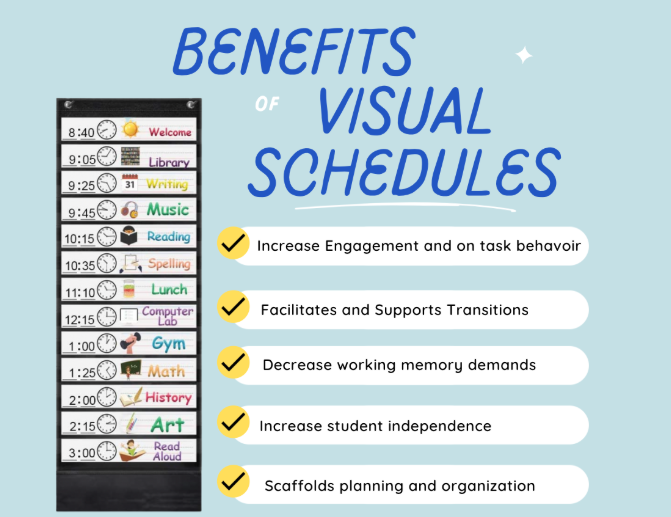 BENEFITS
OF VISUAL
SCHEDULES
8:40 Welcome
9:05 Library
9:25 31 Writing
9:45 Music
10:15 Reading
10:35 Spelling
11:10 Lunch
12:15 Computer
Lab
1:00 Gym
1:25 Math
2:00 History
2:15 Art
3:00 Read
Aloud
Increase Engagement and on task behavoir
Facilitates and Supports Transitions
Decrease working memory demands
Increase student independence
Scaffolds planning and organization